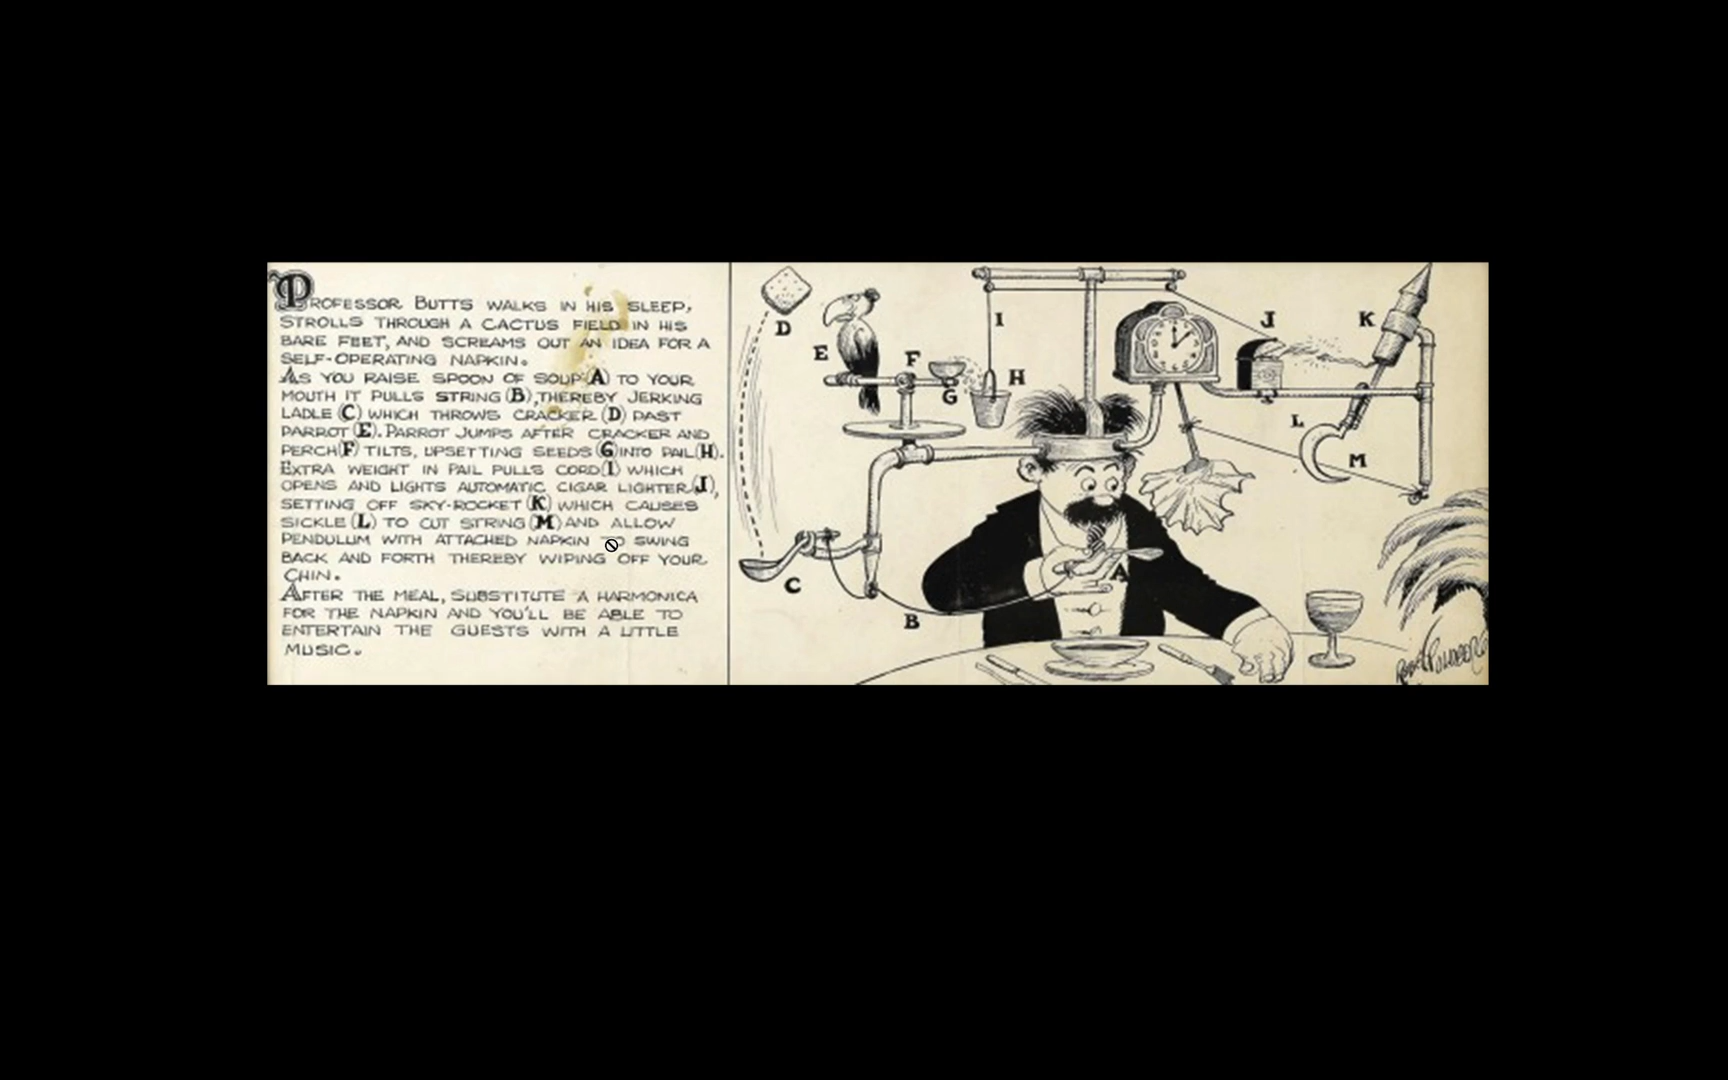 PROFESSOR BUTTS WALKS IN HIS SLEEP,
STROLLS THROUGH A CACTUS FIELD IN HIS
BARE FEET, AND SCREAMS OUT AN IDEA FOR A
SELF-OPERATING NAPKIN.
AS YOU RAISE SPOON OF SOUP (A) TO YOUR
MOUTH IT PULLS STRING (B), THEREBY JERKING
LADLE (C) WHICH THROWS CRACKER (D) PAST
PARROT (E). PARROT JUMPS AFTER CRACKER AND
PERCH (F) TILTS, UPSETTING SEEDS (G) INTO PAIL (H).
EXTRA WEIGHT IN PAIL PULLS CORD (I) WHICH
OPENS AND LIGHTS AUTOMATIC CIGAR LIGHTER (J),
SETTING OFF SKY-ROCKET (K) WHICH CAUSES
SICKLE (L) TO CUT STRING (M) AND ALLOW
PENDULUM WITH ATTACHED NAPKIN TO SWING
BACK AND FORTH THEREBY WIPING OFF YOUR
CHIN.
AFTER THE MEAL, SUBSTITUTE A HARMONICA
FOR THE NAPKIN AND YOU'LL BE ABLE TO
ENTERTAIN THE GUESTS WITH A LITTLE
MUSIC.
D
E
F
G
I
H
J
K
L
M
C
B
A